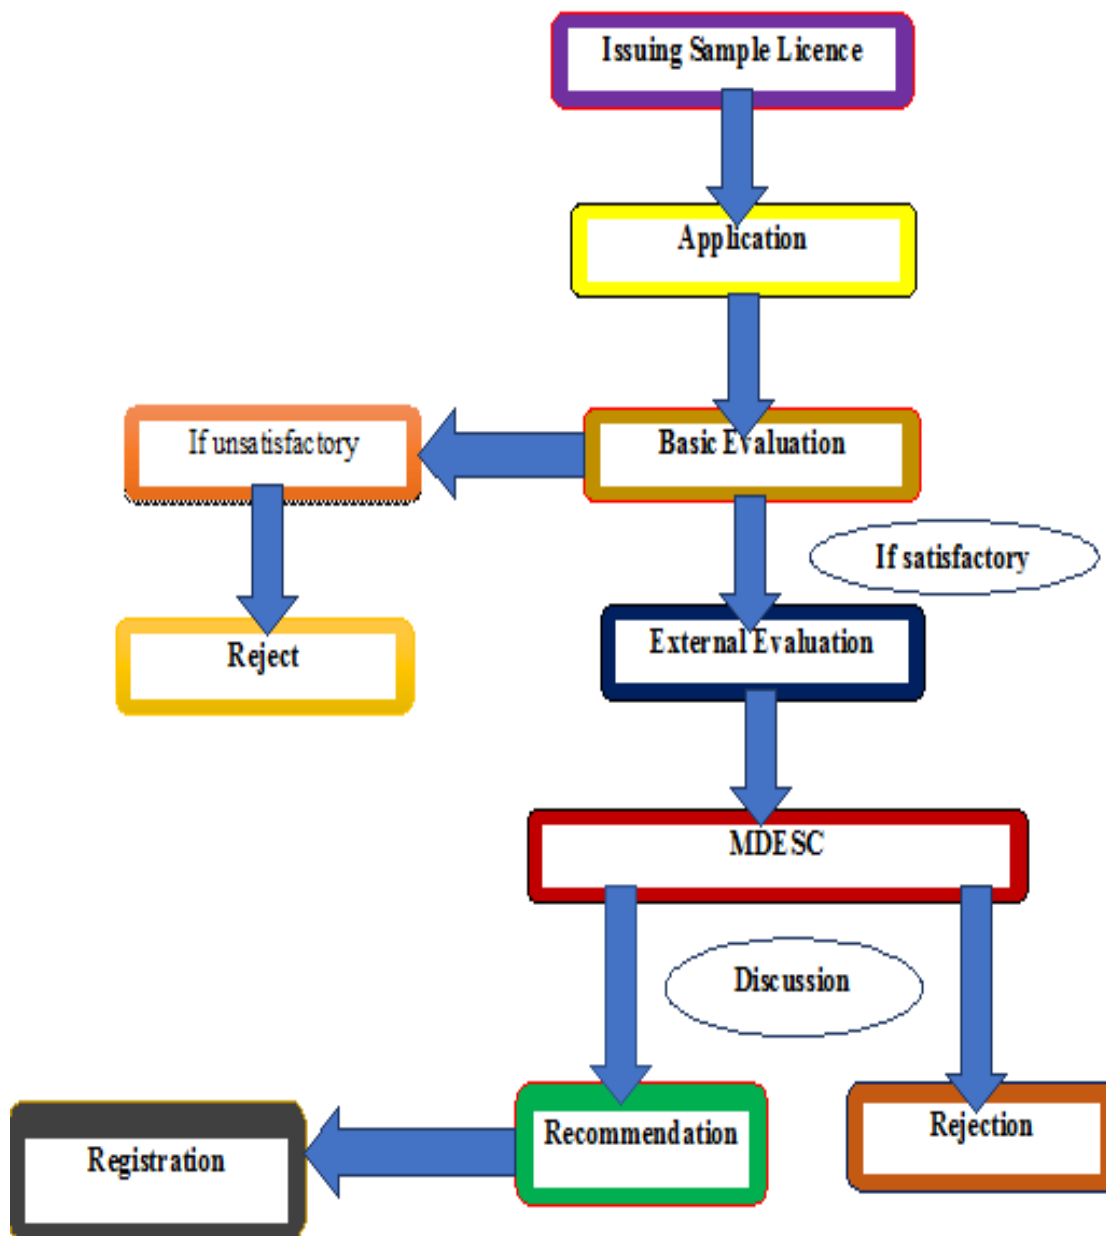 Issuing Sample Licence
Application
Basic Evaluation
If unsatisfactory
If satisfactory
Reject
External Evaluation
MDESC
Discussion
Recommendation
Rejection
Registration